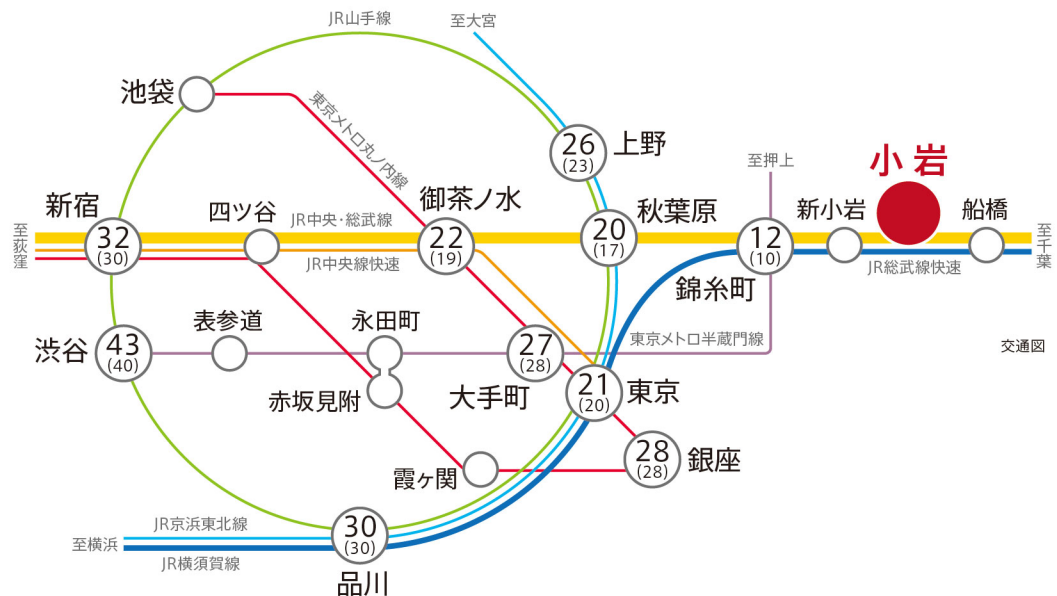 JR山手線
至大宮
池袋
東京メトロ丸ノ内線
26
(23)
上野
至押上
小岩
新宿
四ツ谷
JR中央・総武線
御茶ノ水
秋葉原
新小岩
船橋
至荻窪
32
(30)
JR中央線快速
22
(19)
20
(17)
12
(10)
錦糸町
JR総武線快速
至千葉
渋谷
43
(40)
表参道
永田町
27
(28)
大手町
東京メトロ半蔵門線
交通図
赤坂見附
21
(20)
東京
霞ヶ関
28
(28)
銀座
JR京浜東北線
至横浜
JR横須賀線
30
(30)
品川